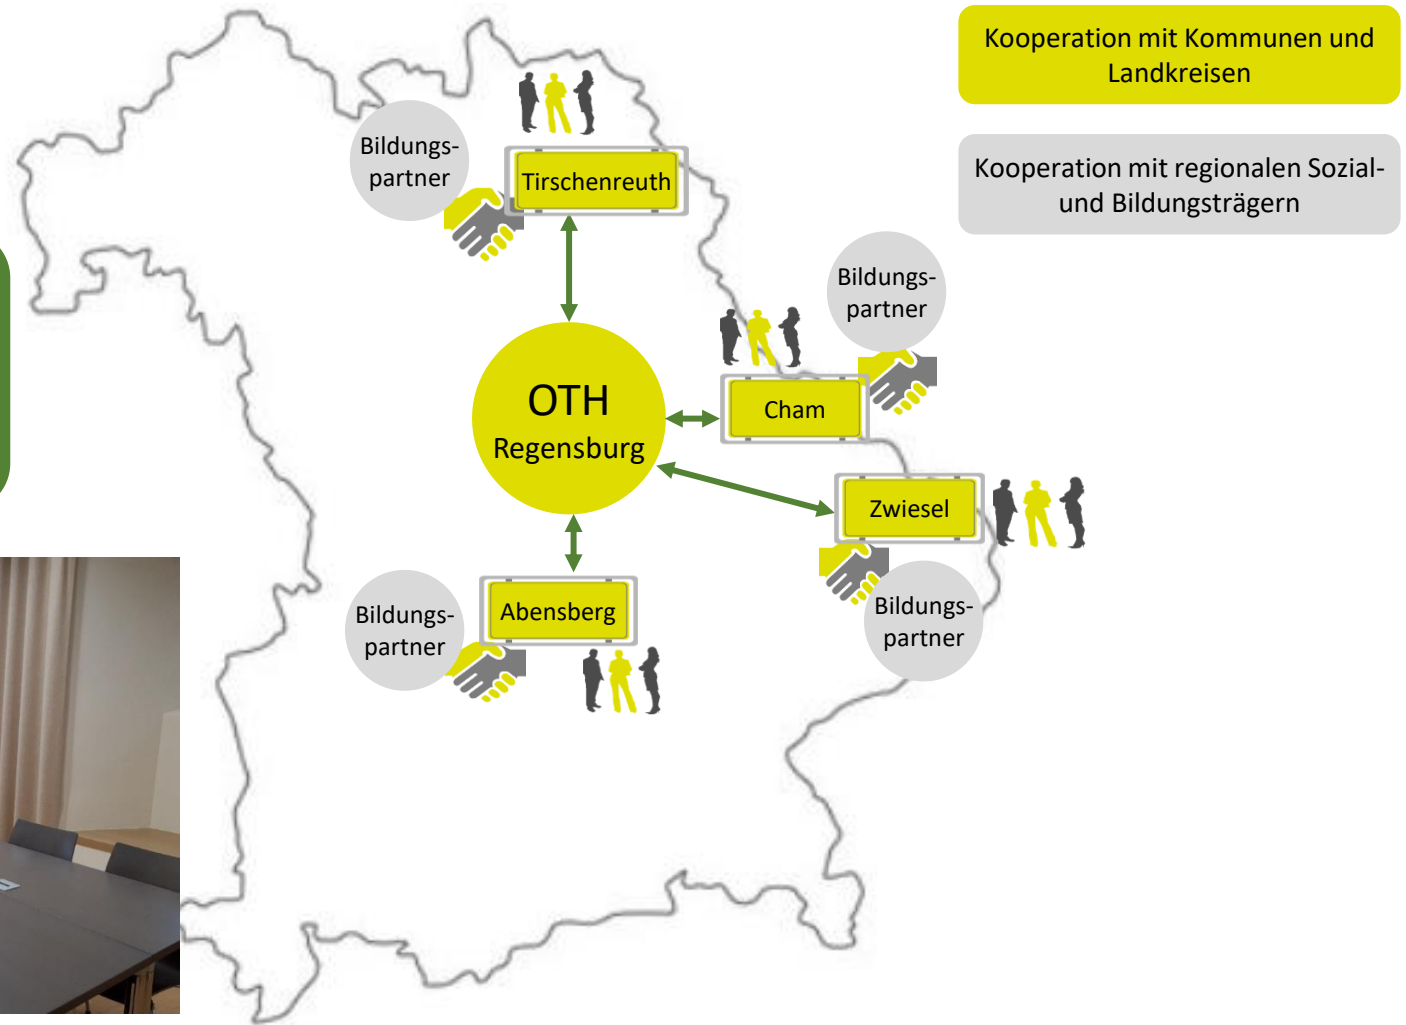 Kooperation mit Kommunen und
Landkreisen
Kooperation mit regionalen Sozial-
und Bildungsträgern
Bildungs-
partner
Tirschenreuth
Bildungs-
partner
OTH
Regensburg
Cham
Zwiesel
Bildungs-
partner
Abensberg
Bildungs-
partner